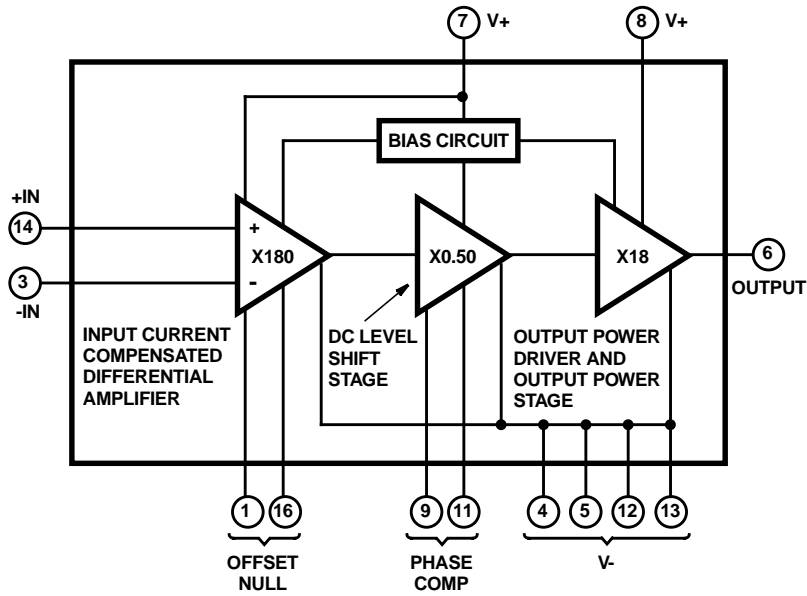 7 V+
8 V+
BIAS CIRCUIT
+IN
14
+
X180
X0.50
X18
6
OUTPUT
3
-
-IN
INPUT CURRENT
COMPENSATED
DIFFERENTIAL
AMPLIFIER
DC LEVEL
SHIFT
STAGE
OUTPUT POWER
DRIVER AND
OUTPUT POWER
STAGE
1 16 9 11 4 5 12 13
OFFSET
NULL
PHASE
COMP
V-